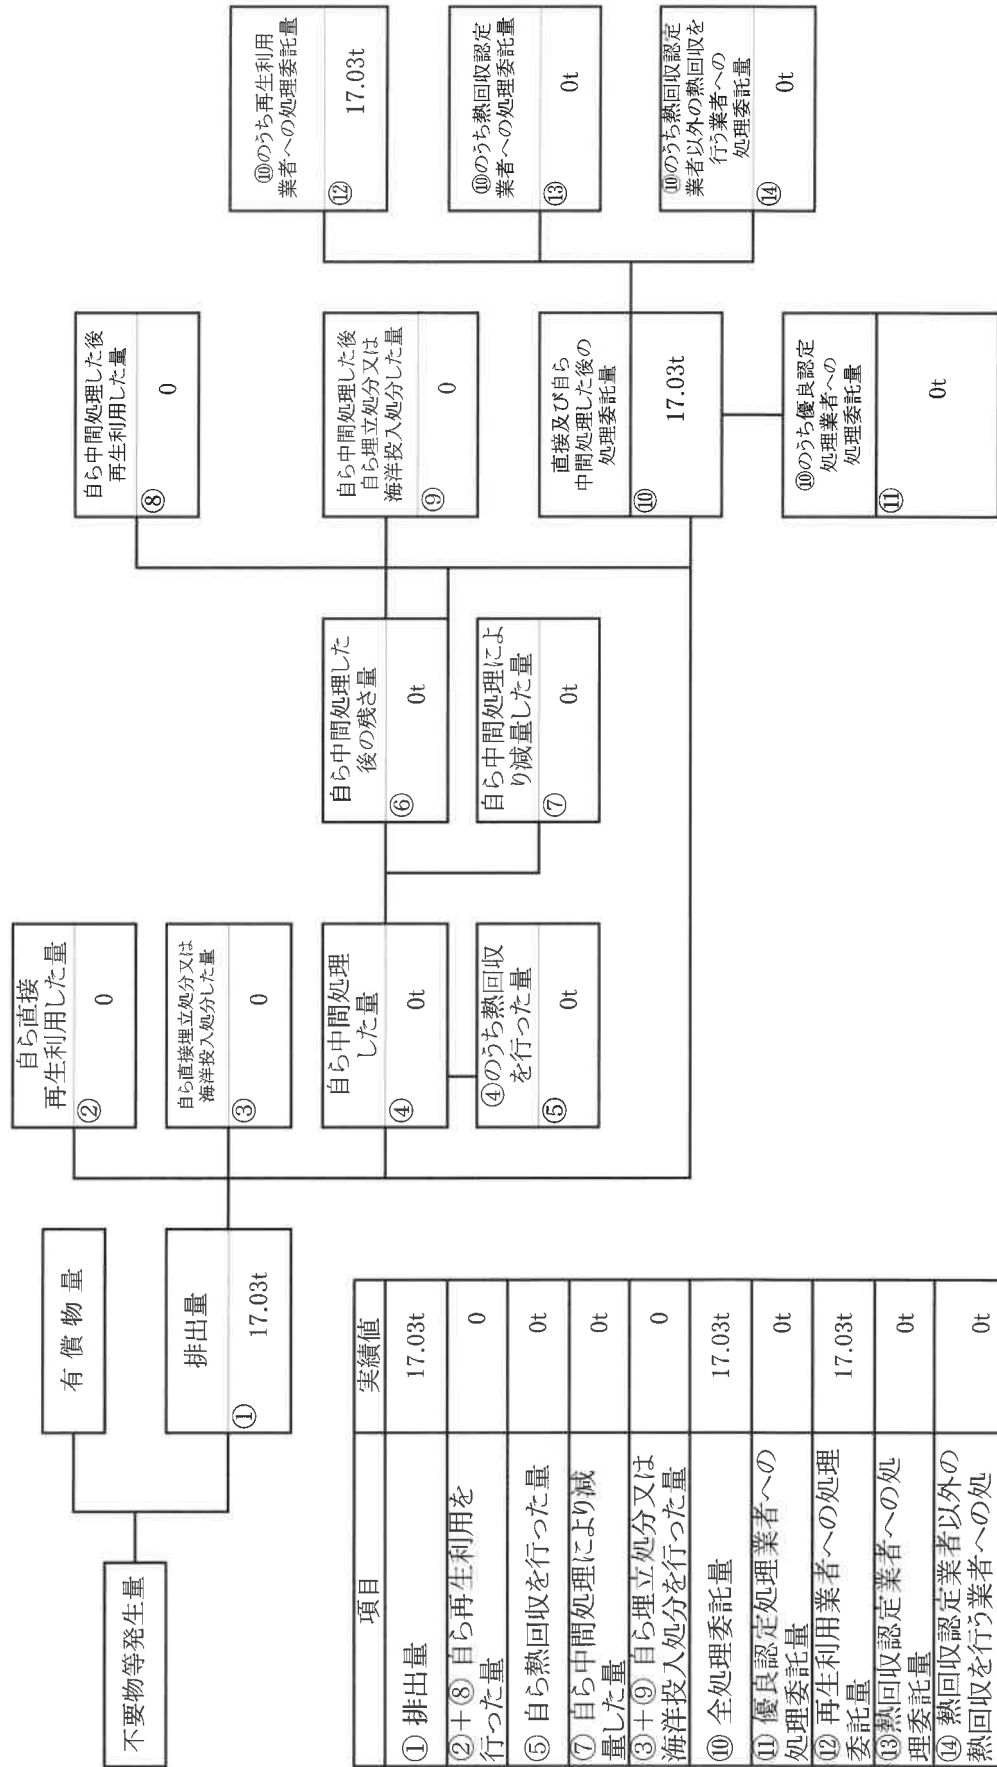 不要物等発生量
有償物量
排出量
①
17.03t
自ら直接
再生利用した量
②
0
自ら直接埋立処分又は
海洋投入処分した量
③
0
自ら中間処理
した量
④
0t
④のうち熱回収
を行った量
⑤
0t
自ら中間処理した
後の残さ量
⑥
0t
自ら中間処理によ
り減量した量
⑦
0t
自ら中間処理した後
再生利用した量
⑧
0
自ら中間処理した後
自ら埋立処分又は
海洋投入処分した量
⑨
0
直接及び自ら
中間処理した後の
処理委託量
⑩
17.03t
⑩のうち優良認定
処理業者への
処理委託量
⑪
0t
⑩のうち再生利用
業者への処理委託量
⑫
17.03t
⑩のうち熱回収認定
業者への処理委託量
⑬
0t
⑩のうち熱回収認定
業者以外の熱回収を
行う業者への
処理委託量
⑭
0t
項目 実績値
① 排出量 17.03t
②+⑧ 自ら再生利用を
行った量 0
⑤ 自ら熱回収を行った量 0t
⑦ 自ら中間処理により減
量した量 0t
③+⑨ 自ら埋立処分又は
海洋投入処分を行った量 0
⑩ 全処理委託量 17.03t
⑪ 優良認定処理業者への
処理委託量 0t
⑫ 再生利用業者への処理
委託量 17.03t
⑬熱回収認定業者への処
理委託量 0t
⑭ 熱回収認定業者以外の
熱回収を行う業者への処 0t